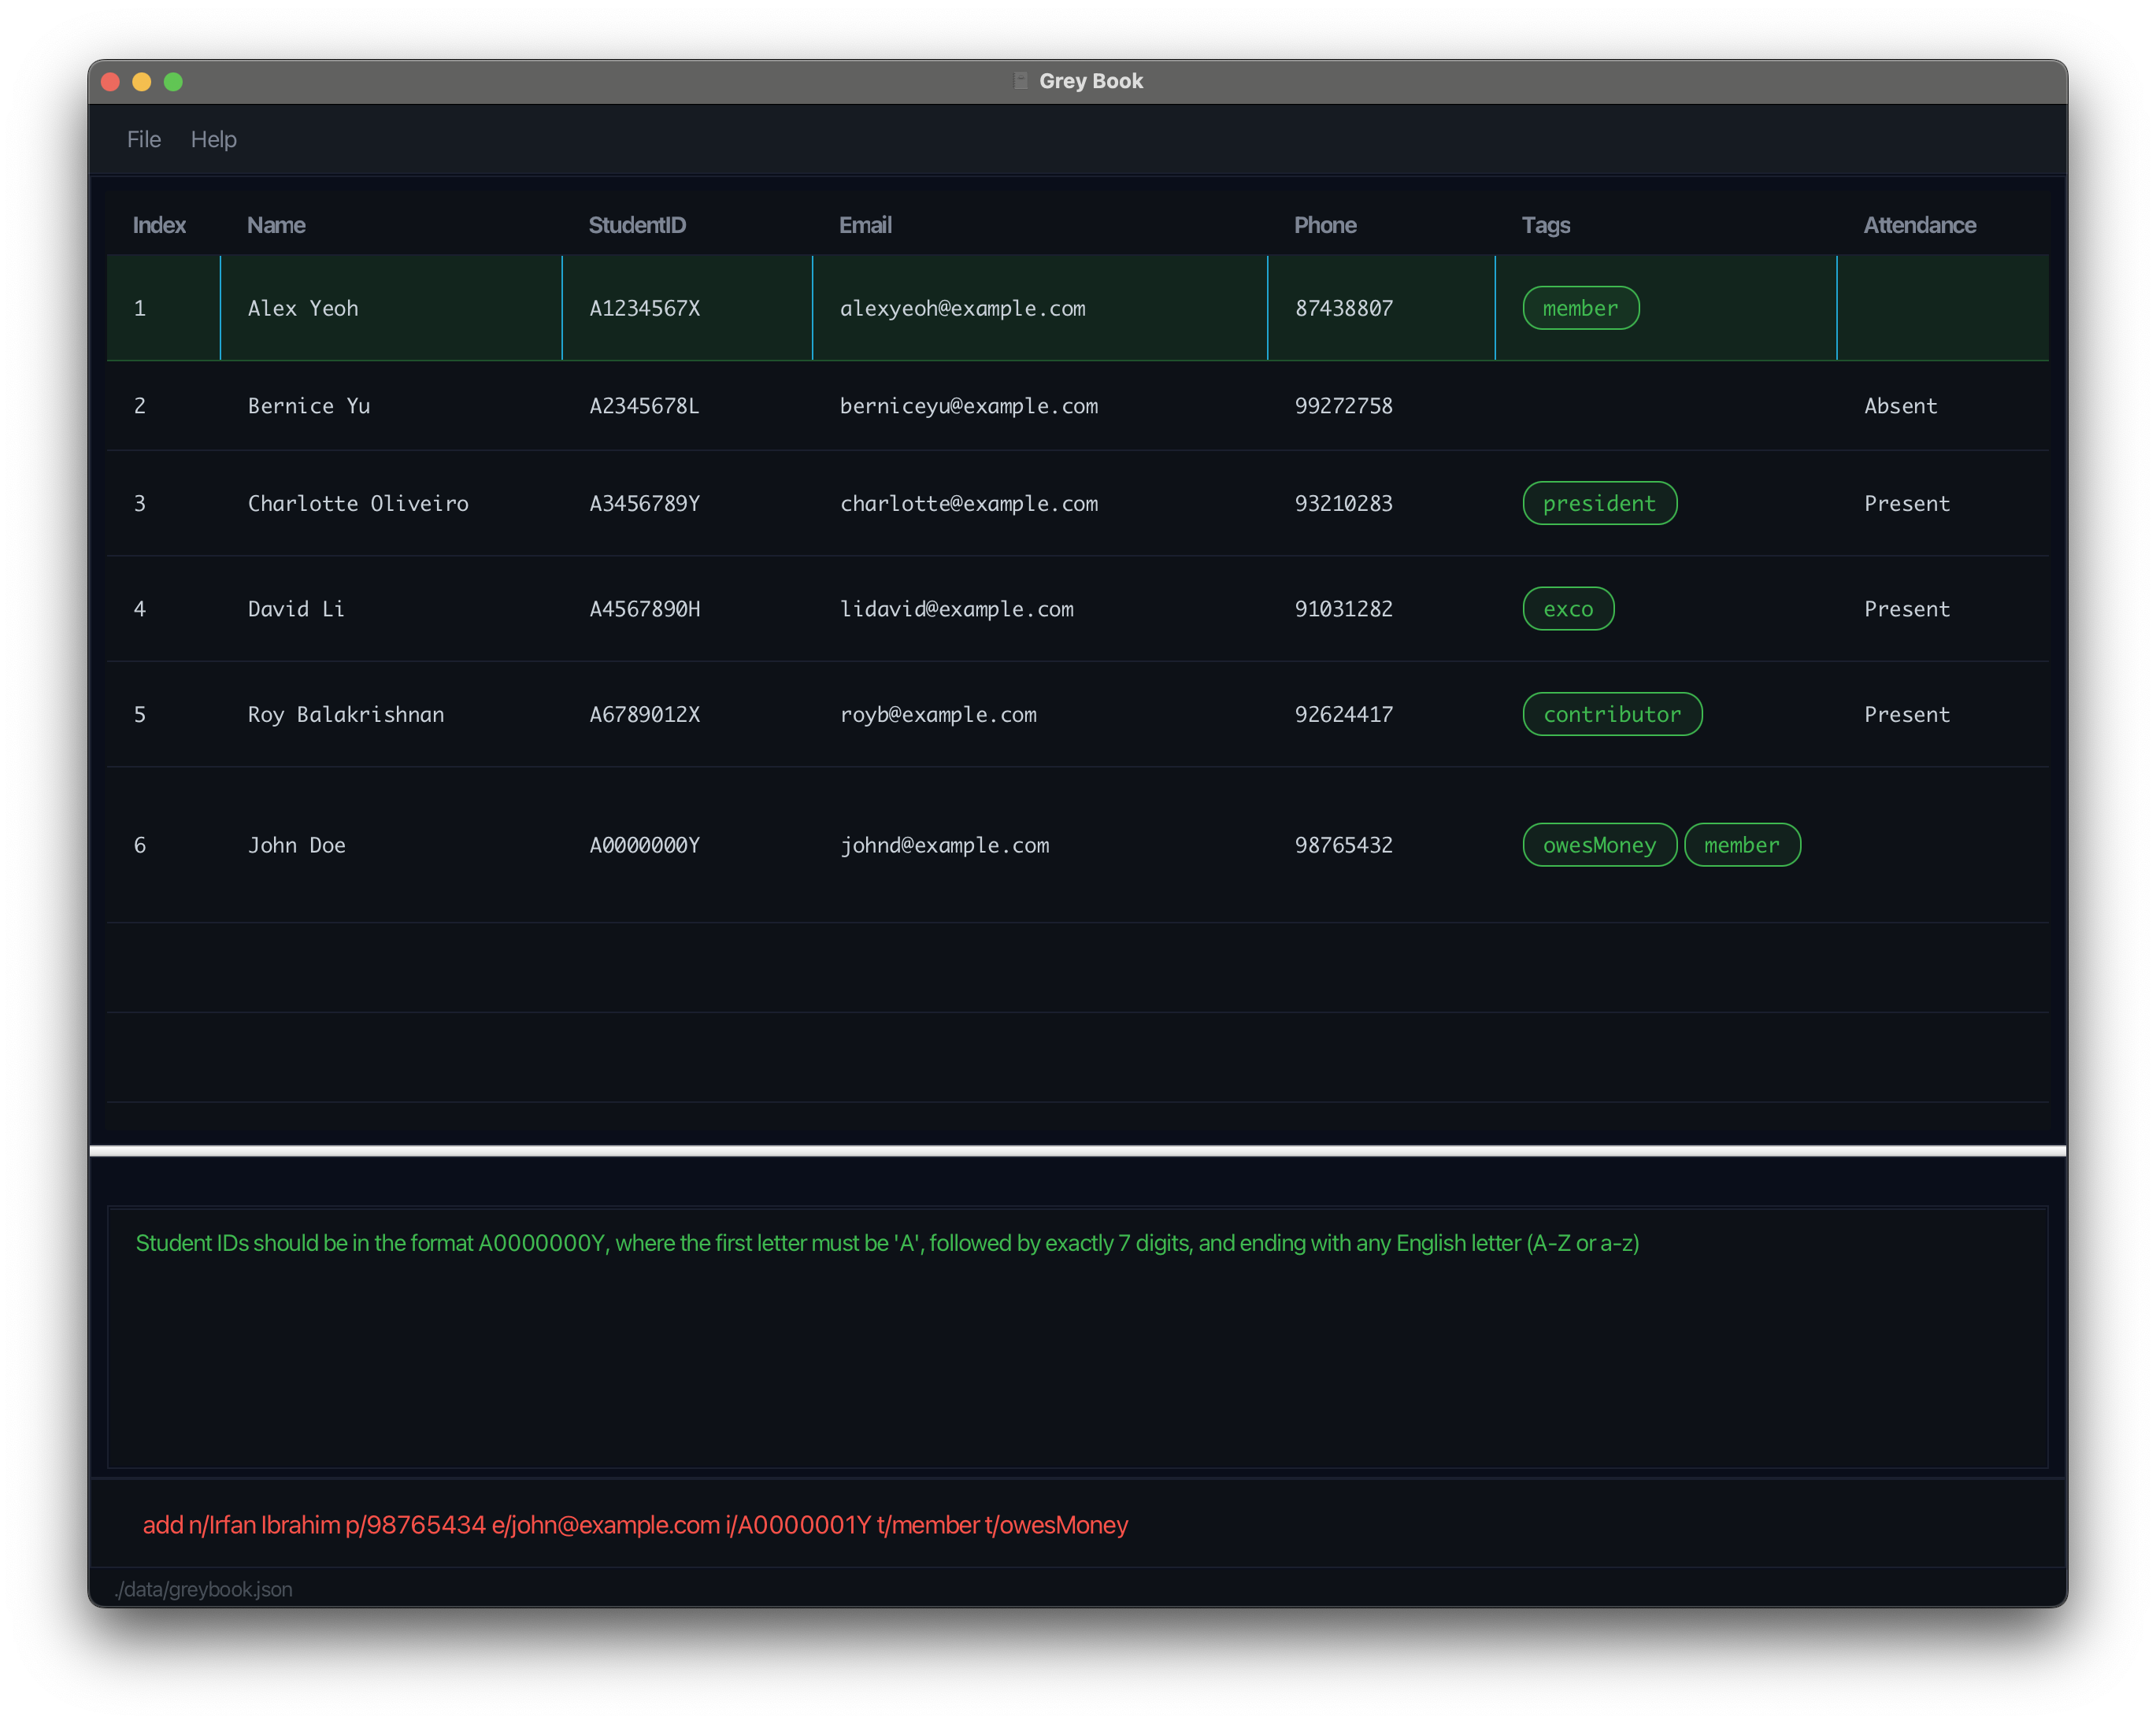 Grey Book
File Help
Index Name StudentID Email Phone Tags Attendance
1 Alex Yeoh A1234567X alexyeoh@example.com 87438807 member
2 Bernice Yu A2345678L berniceyu@example.com 99272758 Absent
3 Charlotte Oliveiro A3456789Y charlotte@example.com 93210283 president Present
4 David Li A4567890H lidavid@example.com 91031282 exco Present
5 Roy Balakrishnan A6789012X royb@example.com 92624417 contributor Present
6 John Doe A0000000Y johnd@example.com 98765432 owesMoney member
Student IDs should be in the format A0000000Y, where the first letter must be 'A', followed by exactly 7 digits, and ending with any English letter (A-Z or a-z)
add n/Irfan Ibrahim p/98765434 e/john@example.com i/A0000001Y t/member t/owesMoney
./data/greybook.json